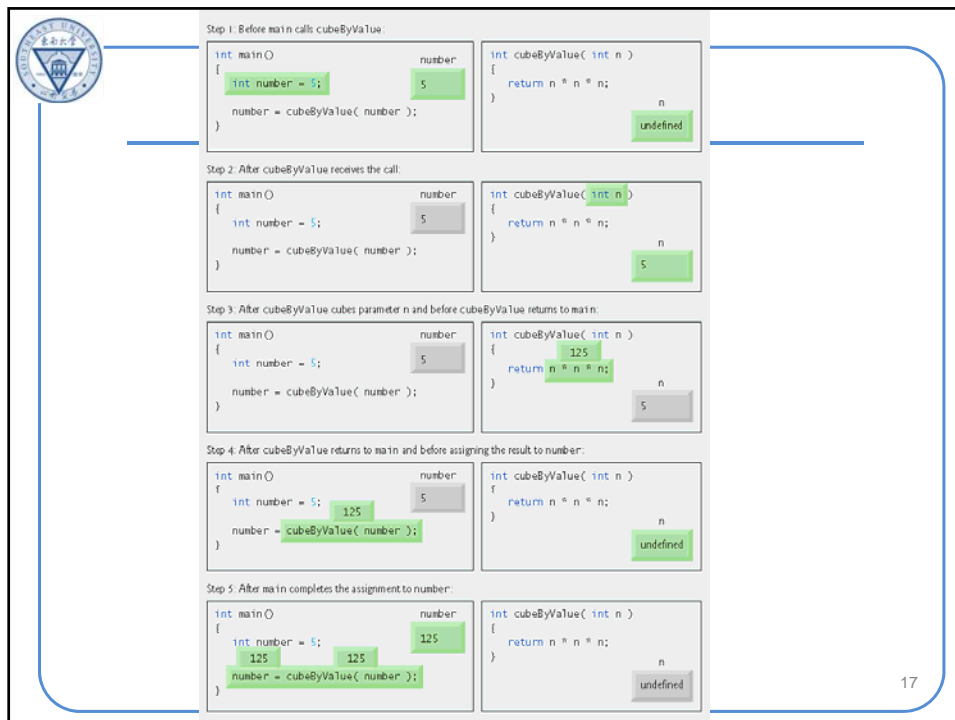 SOUTHEAST UNIVERSITY
Step 1: Before main calls cubeByValue:
int main()
{
int number = 5;
number = cubeByValue( number );
}
number
5
int cubeByValue( int n )
{
return n * n * n;
}
n
undefined
Step 2: After cubeByValue receives the call:
int main()
{
int number = 5;
number = cubeByValue( number );
}
number
5
int cubeByValue( int n )
{
return n * n * n;
}
n
5
Step 3: After cubeByValue cubes parameter n and before cubeByValue returns to main:
int main()
{
int number = 5;
number = cubeByValue( number );
}
number
5
int cubeByValue( int n )
{
125
return n * n * n;
}
n
5
Step 4: After cubeByValue returns to main and before assigning the result to number:
int main()
{
int number = 5;
125
number = cubeByValue( number );
}
number
5
int cubeByValue( int n )
{
return n * n * n;
}
n
undefined
Step 5: After main completes the assignment to number:
int main()
{
int number = 5;
125 125
number = cubeByValue( number );
}
number
125
int cubeByValue( int n )
{
return n * n * n;
}
n
undefined
17